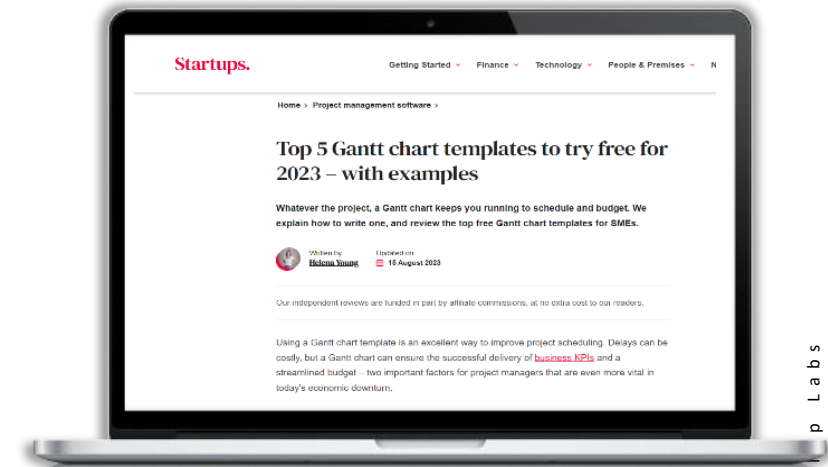 Startups.
Getting Started
Finance
Technology
People & Premises
N
Home › Project management software ›
Top 5 Gantt chart templates to try free for
2023 – with examples
Whatever the project, a Gantt chart keeps you running to schedule and budget. We
explain how to write one, and review the top free Gantt chart templates for SMEs.
Written by
Helena Young
Updated on
15 August 2023
Our independent reviews are funded in part by affiliate commissions, at no extra cost to our readers.
Using a Gantt chart template is an excellent way to improve project scheduling. Delays can be
costly, but a Gantt chart can ensure the successful delivery of business KPIs and a
streamlined budget – two important factors for project managers that are even more vital in
today's economic downturn.
p Labs